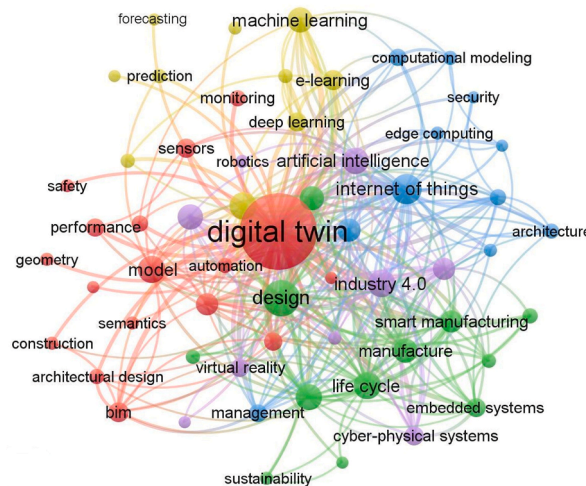 forecasting
machine learning
computational modeling
prediction
e-learning
monitoring
security
deep learning
edge computing
sensors
robotics
artificial intelligence
safety
internet of things
performance
digital twin
architecture
geometry
model
automation
industry 4.0
design
semantics
smart manufacturing
construction
manufacture
virtual reality
architectural design
life cycle
bim
management
embedded systems
cyber-physical systems
sustainability